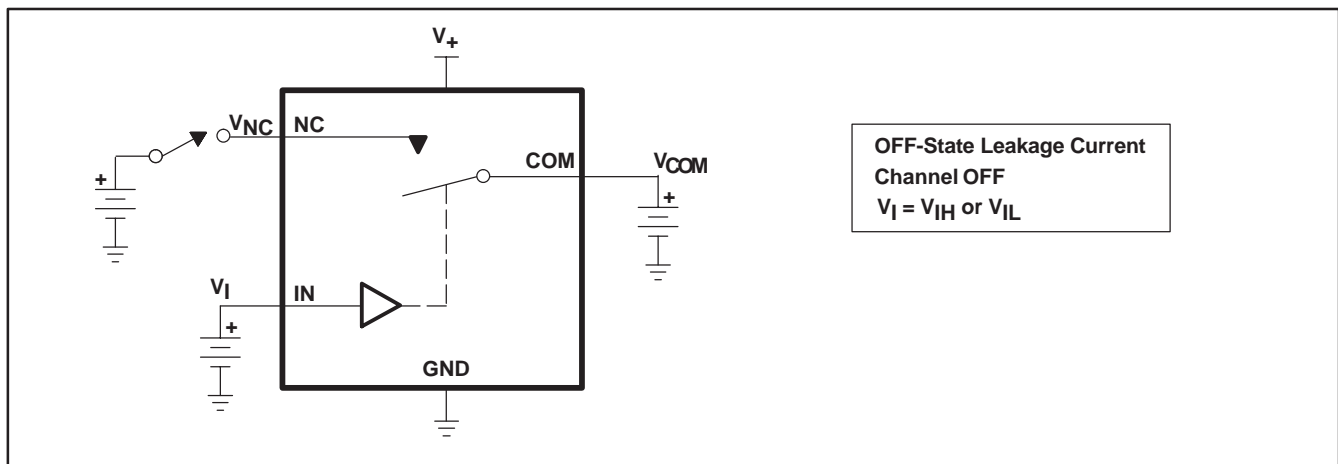 V+
VNC NC
COM VCOM
+
+
VI IN
+
GND
OFF-State Leakage Current
Channel OFF
VI = VIH or VIL